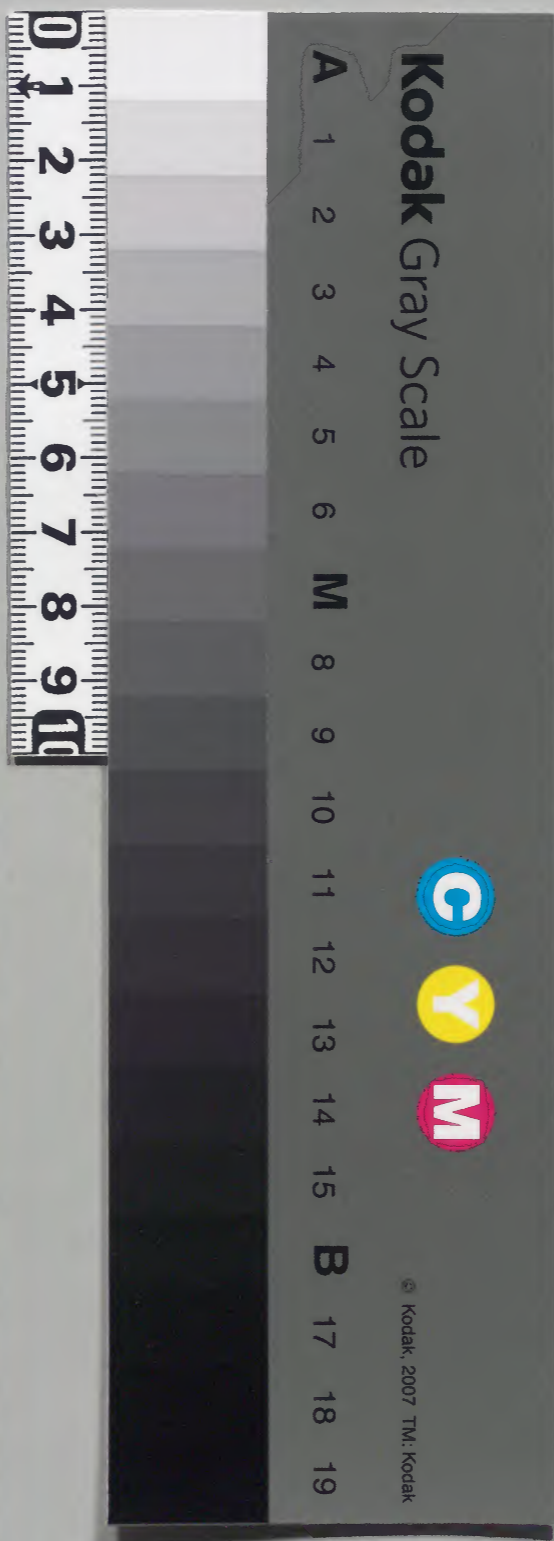 Kodak Gray Scale
C Y M
© Kodak, 2007 TM: Kodak
A 1 2 3 4 5 6 M 8 9 10 11 12 13 14 15 B 17 18 19
0 1 2 3 4 5 6 7 8 9 10